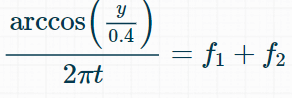 arccos(y/0.4)/2πt = f₁ + f₂